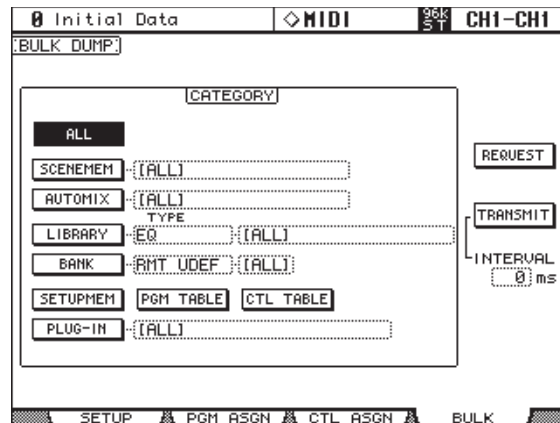 0 Initial Data ◇MIDI 96k ST CH1-CH1
BULK DUMP
CATEGORY
ALL
REQUEST
SCENEMEM [ALL]
AUTOMIX [ALL]
TRANSMIT
TYPE
LIBRARY EQ [ALL]
INTERVAL
BANK RMT UDEF [ALL]
0 ms
SETUPMEM PGM TABLE CTL TABLE
PLUG-IN [ALL]
SETUP PGM ASGN CTL ASGN BULK